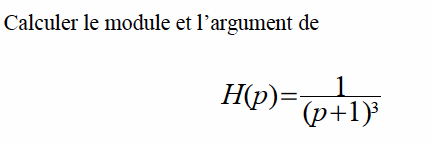 Calculer le module et l’argument de
H(p)=1/(p+1)³